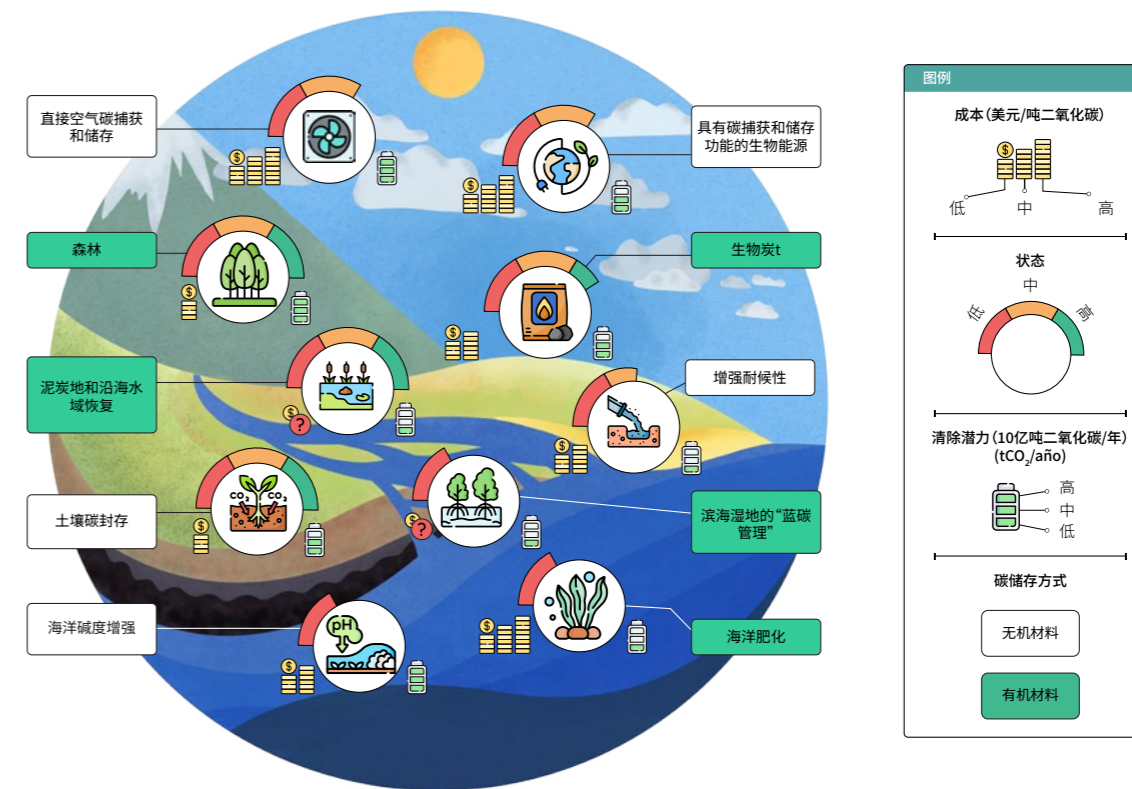 直接空气碳捕获
和储存
具有碳捕获和储存
功能的生物能源
森林
生物炭t
泥炭地和沿海水
域恢复
增强耐候性
土壤碳封存
CO2
CO2
滨海湿地的“蓝碳
管理”
海洋碱度增强
pH
海洋肥化
$
$
$
$
$
?
$
$
$
?
$
$
图例
成本(美元/吨二氧化碳)
$
低
中
高
状态
中
低
高
清除潜力(10亿吨二氧化碳/年)
(tCO2/año)
高
中
低
碳储存方式
无机材料
有机材料